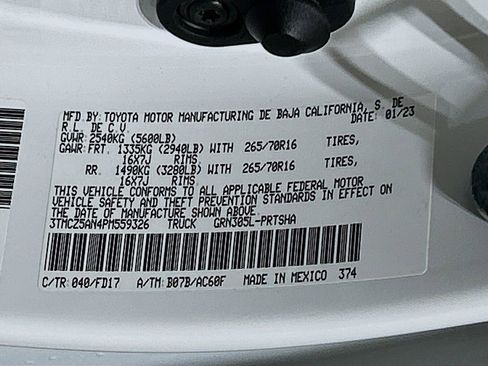 MFD.BY:TOYOTA MOTOR MANUFACTURING DE BAJA CALIFORNIA, S. DE
R.L. DE C.V. DATE: 01/23
GVWR:2540KG (5600LB)
GAWR:FRT. 1335KG (2940LB)WITH 265/70R16 TIRES,
16X7J RIMS
RR. 1490KG (3280LB)WITH 265/70R16 TIRES,
16X7J RIMS
THIS VEHICLE CONFORMS TO ALL APPLICABLE FEDERAL MOTOR
VEHICLE SAFETY AND THEFT PREVENTION STANDARDS IN EFFECT ON
THE DATE OF MANUFACTURE SHOWN ABOVE.
3TMCZ5AN4PM559326 TRUCK GRN305L-PRTSHA
C/TR:040/FD17 A/TM:B07B/AC60F MADE IN MEXICO 374